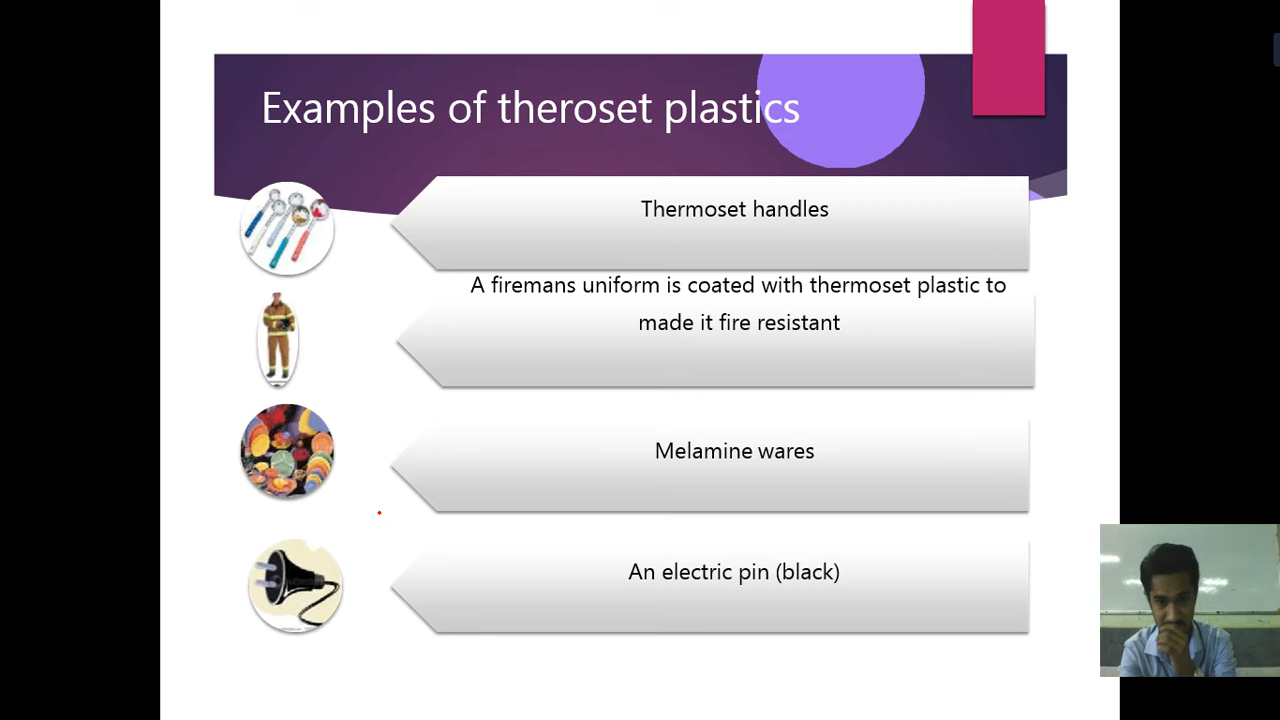 Examples of theroset plastics
Thermoset handles
A firemans uniform is coated with thermoset plastic to
made it fire resistant
Melamine wares
An electric pin (black)